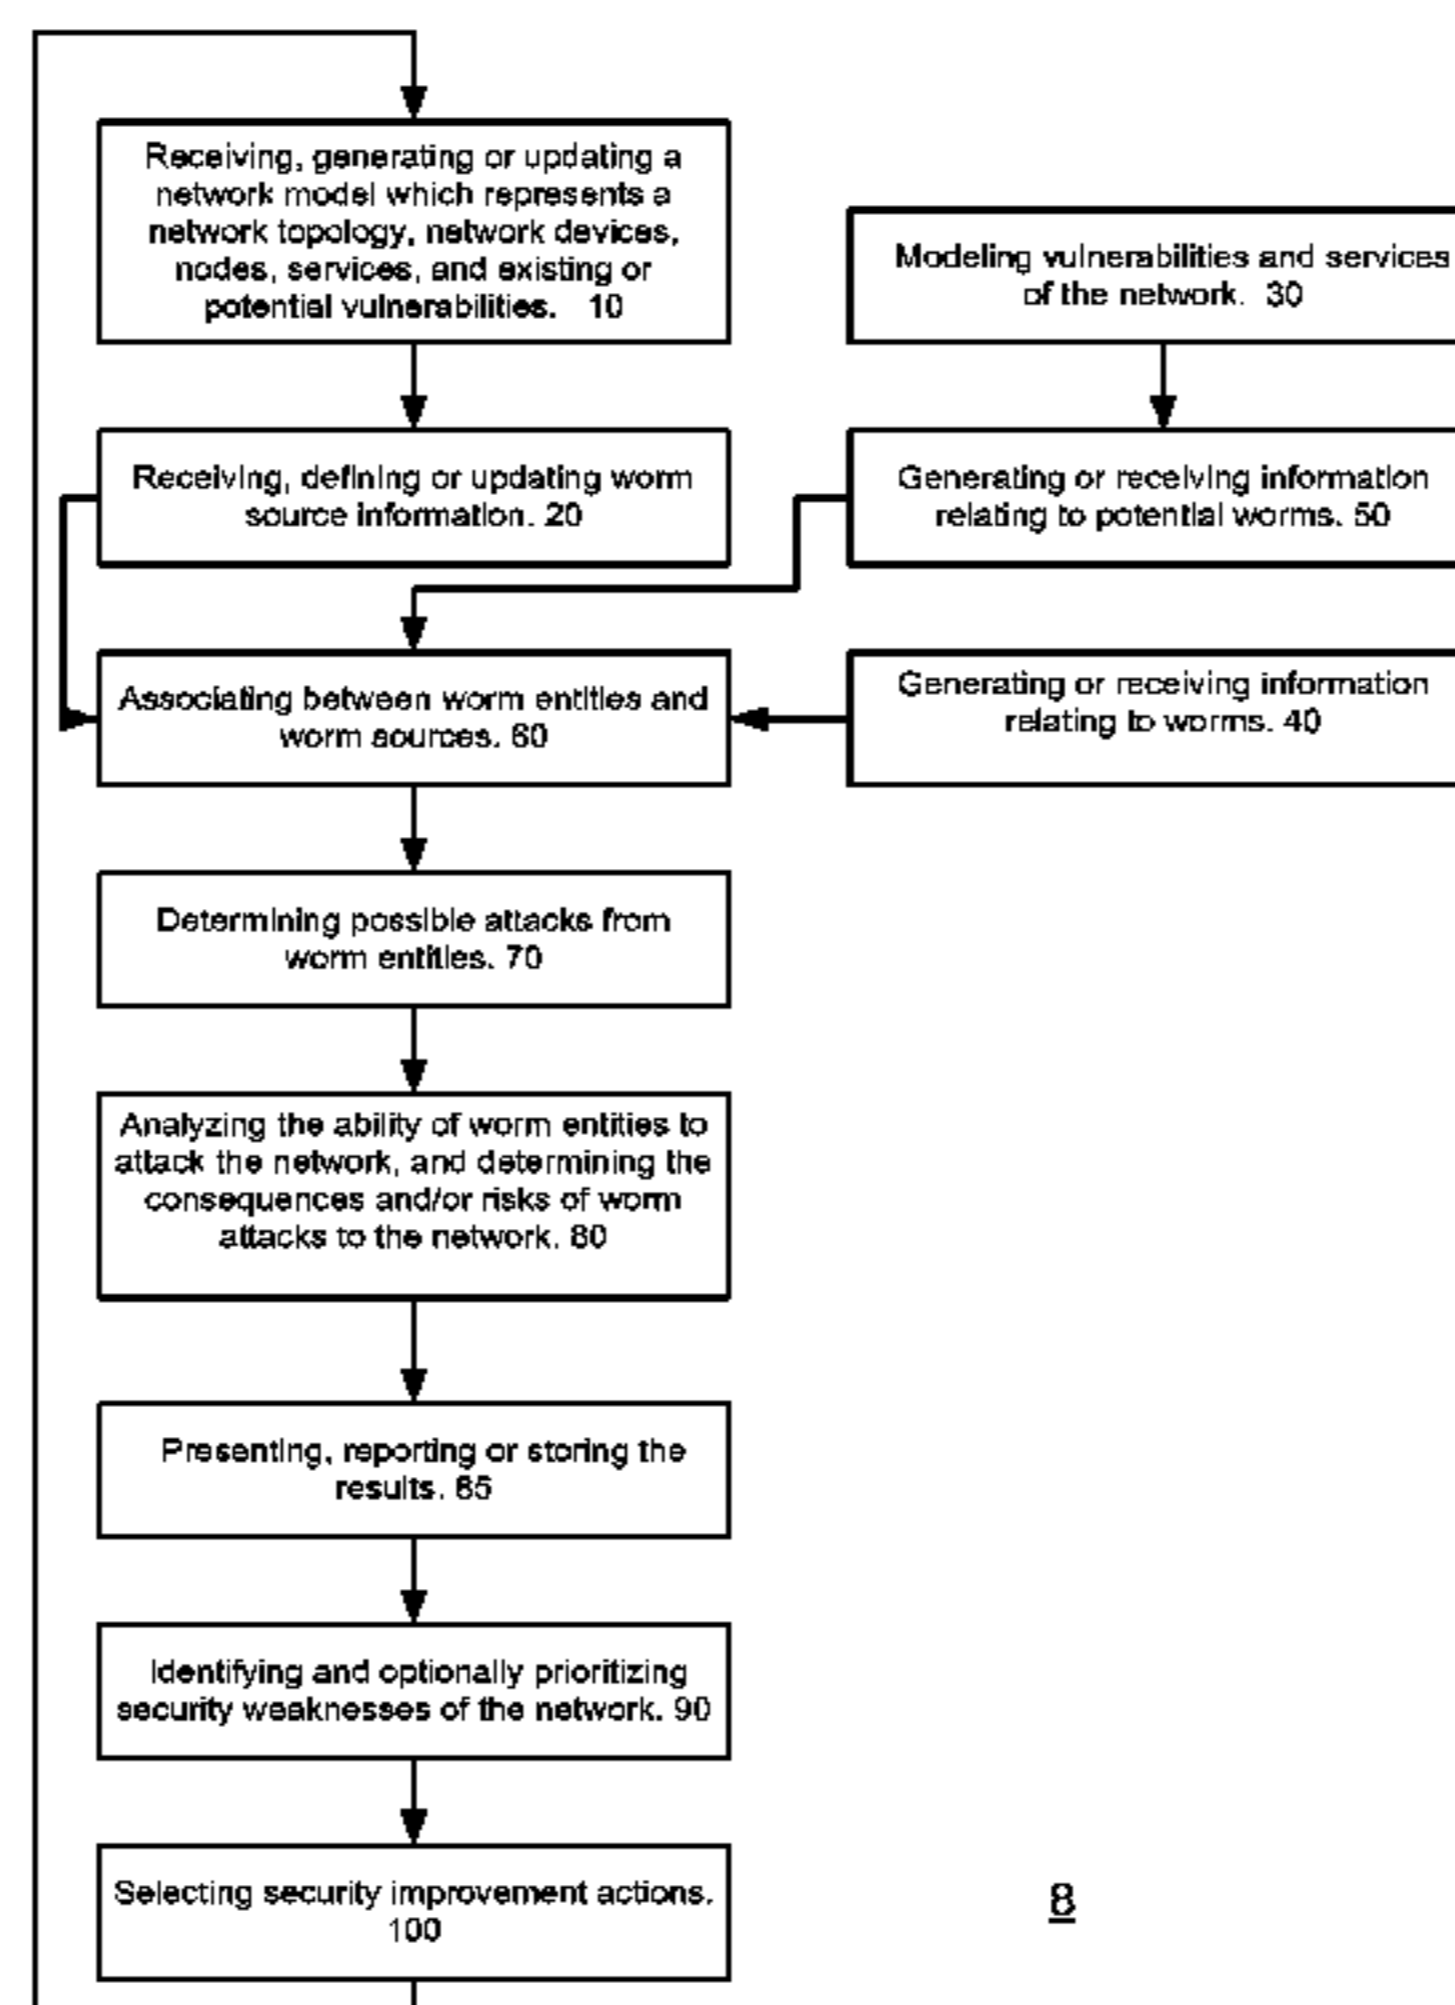 Receiving, generating or updating a
network model which represents a
network topology, network devices,
nodes, services, and existing or
potential vulnerabilities. 10
Modeling vulnerabilities and services
of the network. 30
Receiving, defining or updating worm
source information. 20
Generating or receiving information
relating to potential worms. 50
Associating between worm entities and
worm sources. 60
Generating or receiving information
relating to worms. 40
Determining possible attacks from
worm entities. 70
Analyzing the ability of worm entities to
attack the network, and determining the
consequences and/or risks of worm
attacks to the network. 80
Presenting, reporting or storing the
results. 85
Identifying and optionally prioritizing
security weaknesses of the network. 90
Selecting security improvement actions.
100
8